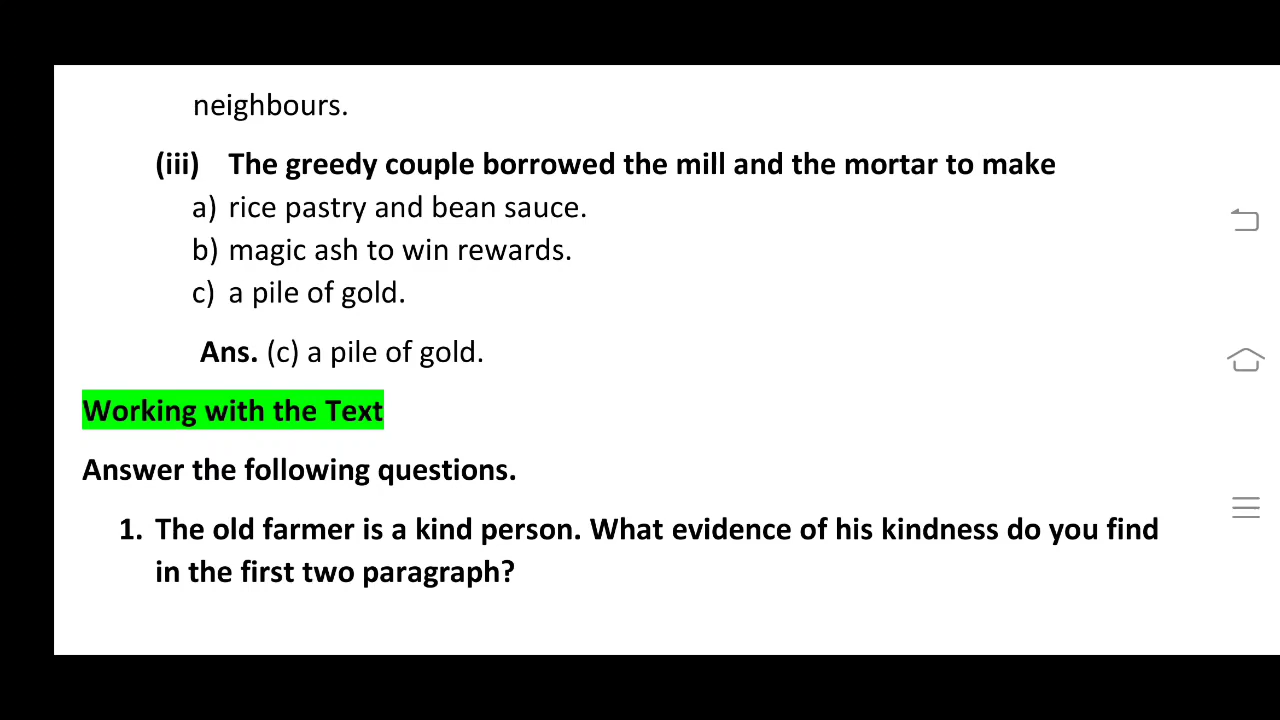 neighbours.
(iii) The greedy couple borrowed the mill and the mortar to make
a) rice pastry and bean sauce.
b) magic ash to win rewards.
c) a pile of gold.
Ans. (c) a pile of gold.
Working with the Text
Answer the following questions.
1. The old farmer is a kind person. What evidence of his kindness do you find
in the first two paragraph?